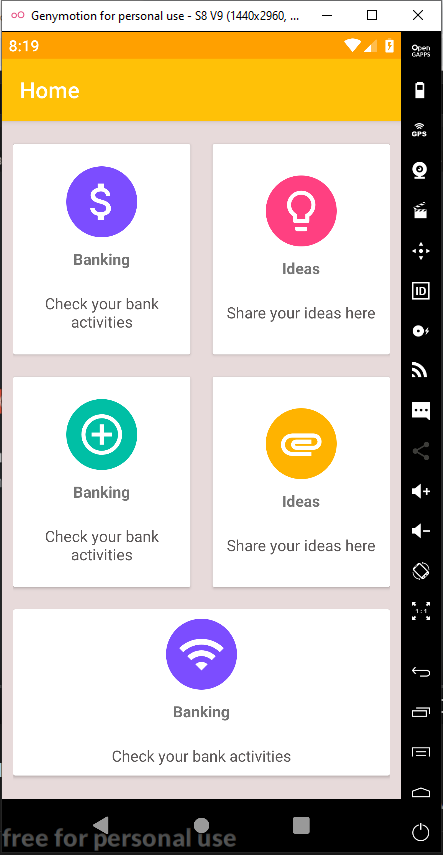 Genymotion for personal use - S8 V9 (1440x2960, ...
8:19
Open
GAPPS
Home
GPS
Banking
Check your bank
activities
Ideas
Share your ideas here
ID
Banking
Check your bank
activities
Ideas
Share your ideas here
1:1
Banking
Check your bank activities
free for personal use